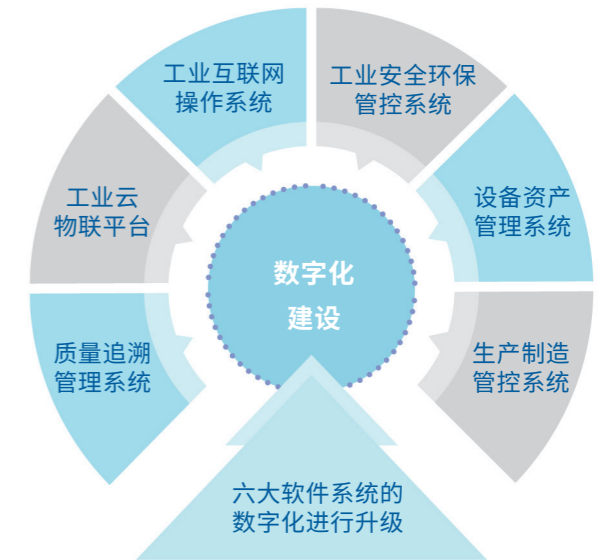 工业互联网
操作系统
工业安全环保
管控系统
工业云
物联平台
设备资产
管理系统
数字化
建设
质量追溯
管理系统
生产制造
管控系统
六大软件系统的
数字化进行升级